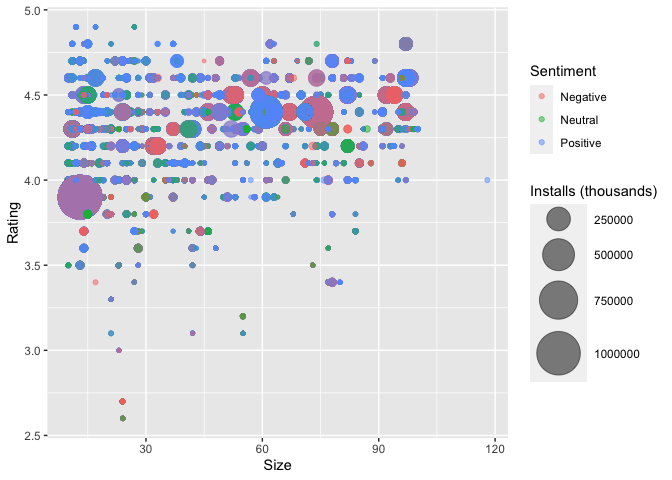 5.0
4.5
4.0
3.5
3.0
2.5
Rating
30
60
90
120
Size
Sentiment
Negative
Neutral
Positive
Installs (thousands)
250000
500000
750000
1000000